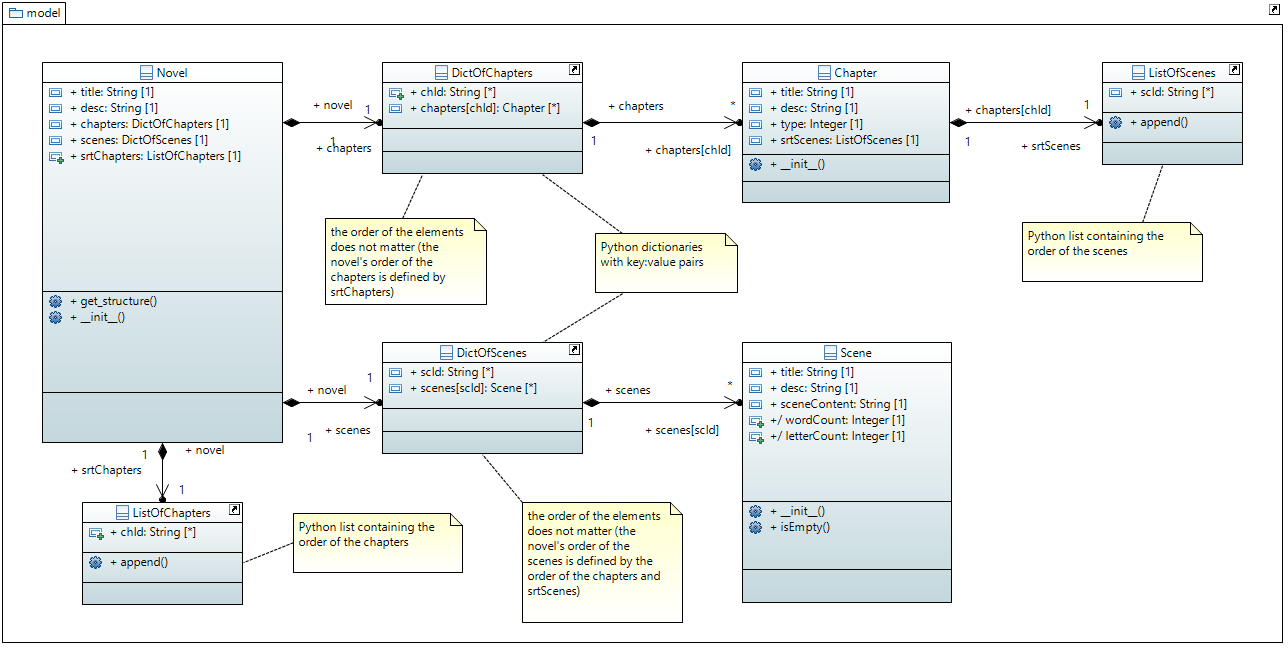 model
Novel
+ title: String [1]
+ desc: String [1]
+ chapters: DictOfChapters [1]
+ scenes: DictOfScenes [1]
+ srtChapters: ListOfChapters [1]
+ get_structure()
+ __init__()
+ novel
1
1
+ chapters
DictOfChapters
+ chId: String [*]
+ chapters[chId]: Chapter [*]
+ chapters
*
1
+ chapters[chId]
Chapter
+ title: String [1]
+ desc: String [1]
+ type: Integer [1]
+ srtScenes: ListOfScenes [1]
+ __init__()
+ chapters[chId]
1
1
+ srtScenes
ListOfScenes
+ scId: String [*]
+ append()
the order of the elements
does not matter (the
novel's order of the
chapters is defined by
srtChapters)
Python dictionaries
with key:value pairs
Python list containing the
order of the scenes
+ novel
1
1
+ scenes
DictOfScenes
+ scId: String [*]
+ scenes[scId]: Scene [*]
+ scenes
*
1
+ scenes[scId]
Scene
+ title: String [1]
+ desc: String [1]
+ sceneContent: String [1]
+/ wordCount: Integer [1]
+/ letterCount: Integer [1]
+ __init__()
+ isEmpty()
1
+ novel
+ srtChapters
1
ListOfChapters
+ chId: String [*]
+ append()
Python list containing the
order of the chapters
the order of the elements
does not matter (the
novel's order of the
scenes is defined by the
order of the chapters and
srtScenes)